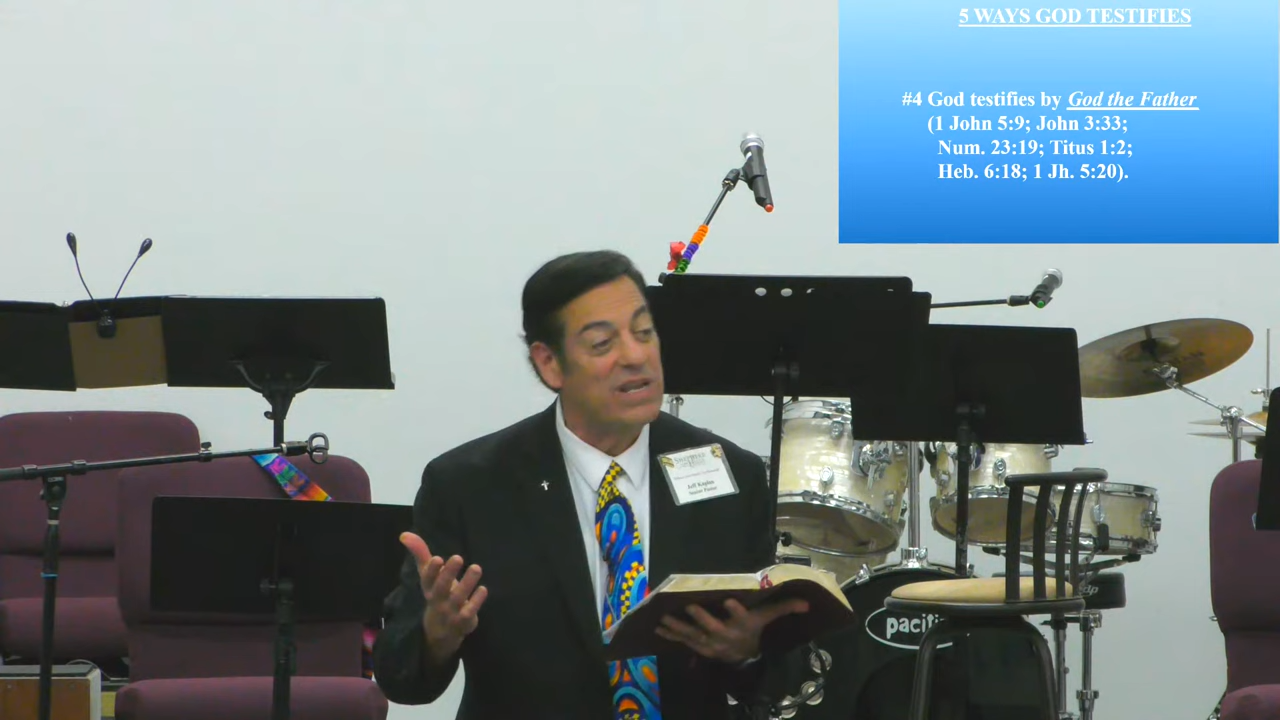 5 WAYS GOD TESTIFIES
#4 God testifies by God the Father
(1 John 5:9; John 3:33;
Num. 23:19; Titus 1:2;
Heb. 6:18; 1 Jh. 5:20).
Jeff Kaplan
Senior Pastor
pacific